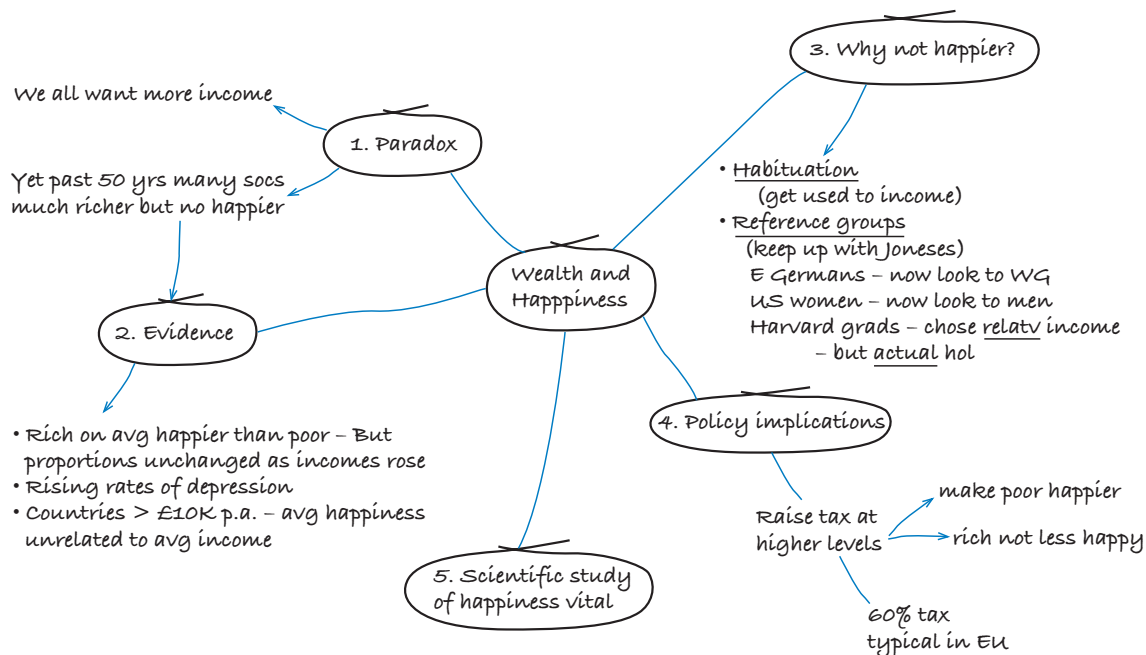 Wealth and
Happpiness
1. Paradox
We all want more income
Yet past 50 yrs many socs
much richer but no happier
2. Evidence
• Rich on avg happier than poor – But
proportions unchanged as incomes rose
• Rising rates of depression
• Countries > £10K p.a. – avg happiness
unrelated to avg income
3. Why not happier?
• Habituation
(get used to income)
• Reference groups
(keep up with Joneses)
E Germans – now look to WG
US women – now look to men
Harvard grads – chose relatv income
– but actual hol
4. Policy implications
Raise tax at
higher levels
make poor happier
rich not less happy
60% tax
typical in EU
5. Scientific study
of happiness vital